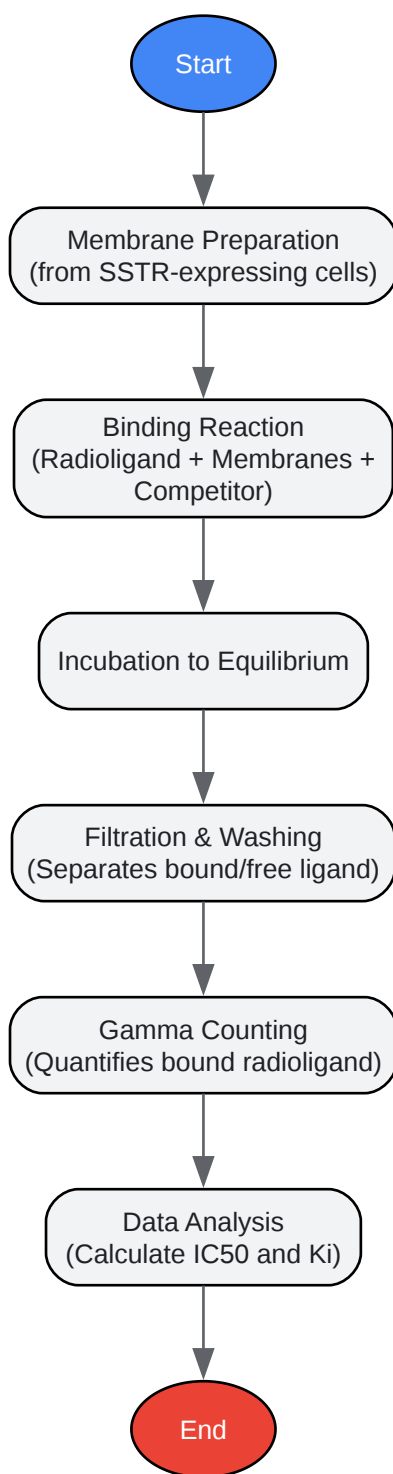 Start
Membrane Preparation
(from SSTR-expressing cells)
Binding Reaction
(Radioligand + Membranes +
Competitor)
Incubation to Equilibrium
Filtration & Washing
(Separates bound/free ligand)
Gamma Counting
(Quantifies bound radioligand)
Data Analysis
(Calculate IC50 and Ki)
End